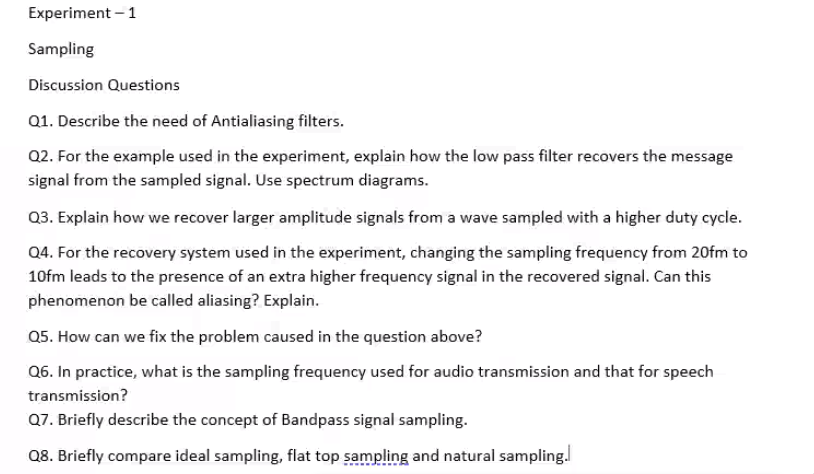 Experiment – 1
Sampling
Discussion Questions
Q1. Describe the need of Antialiasing filters.
Q2. For the example used in the experiment, explain how the low pass filter recovers the message
signal from the sampled signal. Use spectrum diagrams.
Q3. Explain how we recover larger amplitude signals from a wave sampled with a higher duty cycle.
Q4. For the recovery system used in the experiment, changing the sampling frequency from 20fm to
10fm leads to the presence of an extra higher frequency signal in the recovered signal. Can this
phenomenon be called aliasing? Explain.
Q5. How can we fix the problem caused in the question above?
Q6. In practice, what is the sampling frequency used for audio transmission and that for speech
transmission?
Q7. Briefly describe the concept of Bandpass signal sampling.
Q8. Briefly compare ideal sampling, flat top sampling and natural sampling.